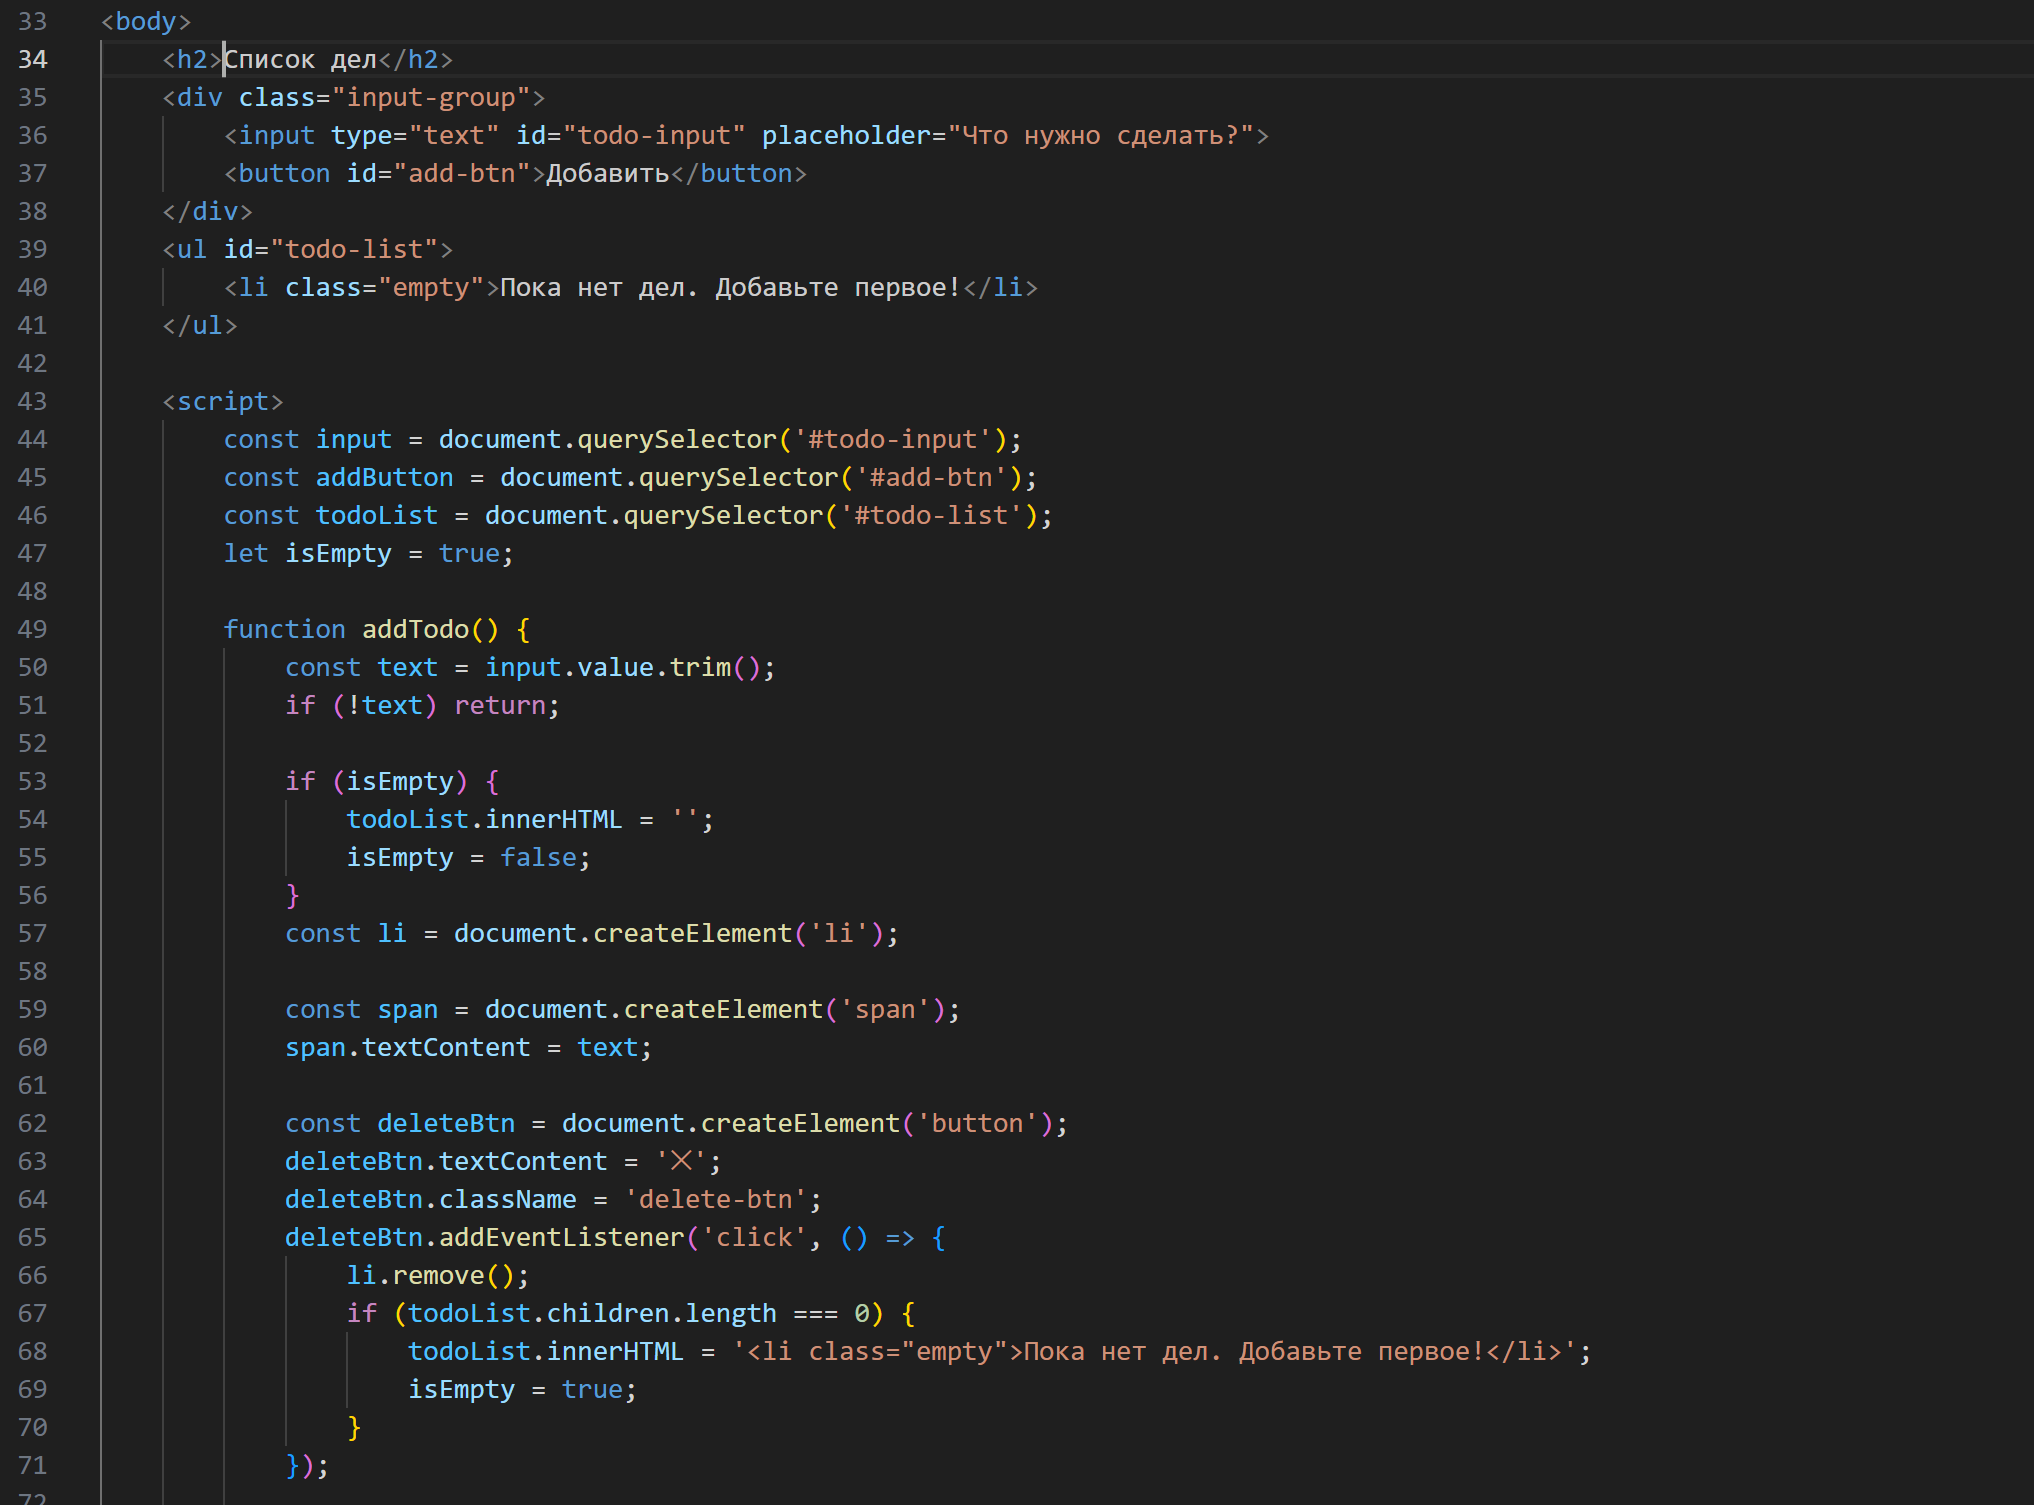 33 <body>
34     <h2>Список дел</h2>
35     <div class="input-group">
36         <input type="text" id="todo-input" placeholder="Что нужно сделать?">
37         <button id="add-btn">Добавить</button>
38     </div>
39     <ul id="todo-list">
40         <li class="empty">Пока нет дел. Добавьте первое!</li>
41     </ul>
42
43     <script>
44         const input = document.querySelector('#todo-input');
45         const addButton = document.querySelector('#add-btn');
46         const todoList = document.querySelector('#todo-list');
47         let isEmpty = true;
48
49         function addTodo() {
50             const text = input.value.trim();
51             if (!text) return;
52
53             if (isEmpty) {
54                 todoList.innerHTML = '';
55                 isEmpty = false;
56             }
57             const li = document.createElement('li');
58
59             const span = document.createElement('span');
60             span.textContent = text;
61
62             const deleteBtn = document.createElement('button');
63             deleteBtn.textContent = '✕';
64             deleteBtn.className = 'delete-btn';
65             deleteBtn.addEventListener('click', () => {
66                 li.remove();
67                 if (todoList.children.length === 0) {
68                     todoList.innerHTML = '<li class="empty">Пока нет дел. Добавьте первое!</li>';
69                     isEmpty = true;
70                 }
71             });
72